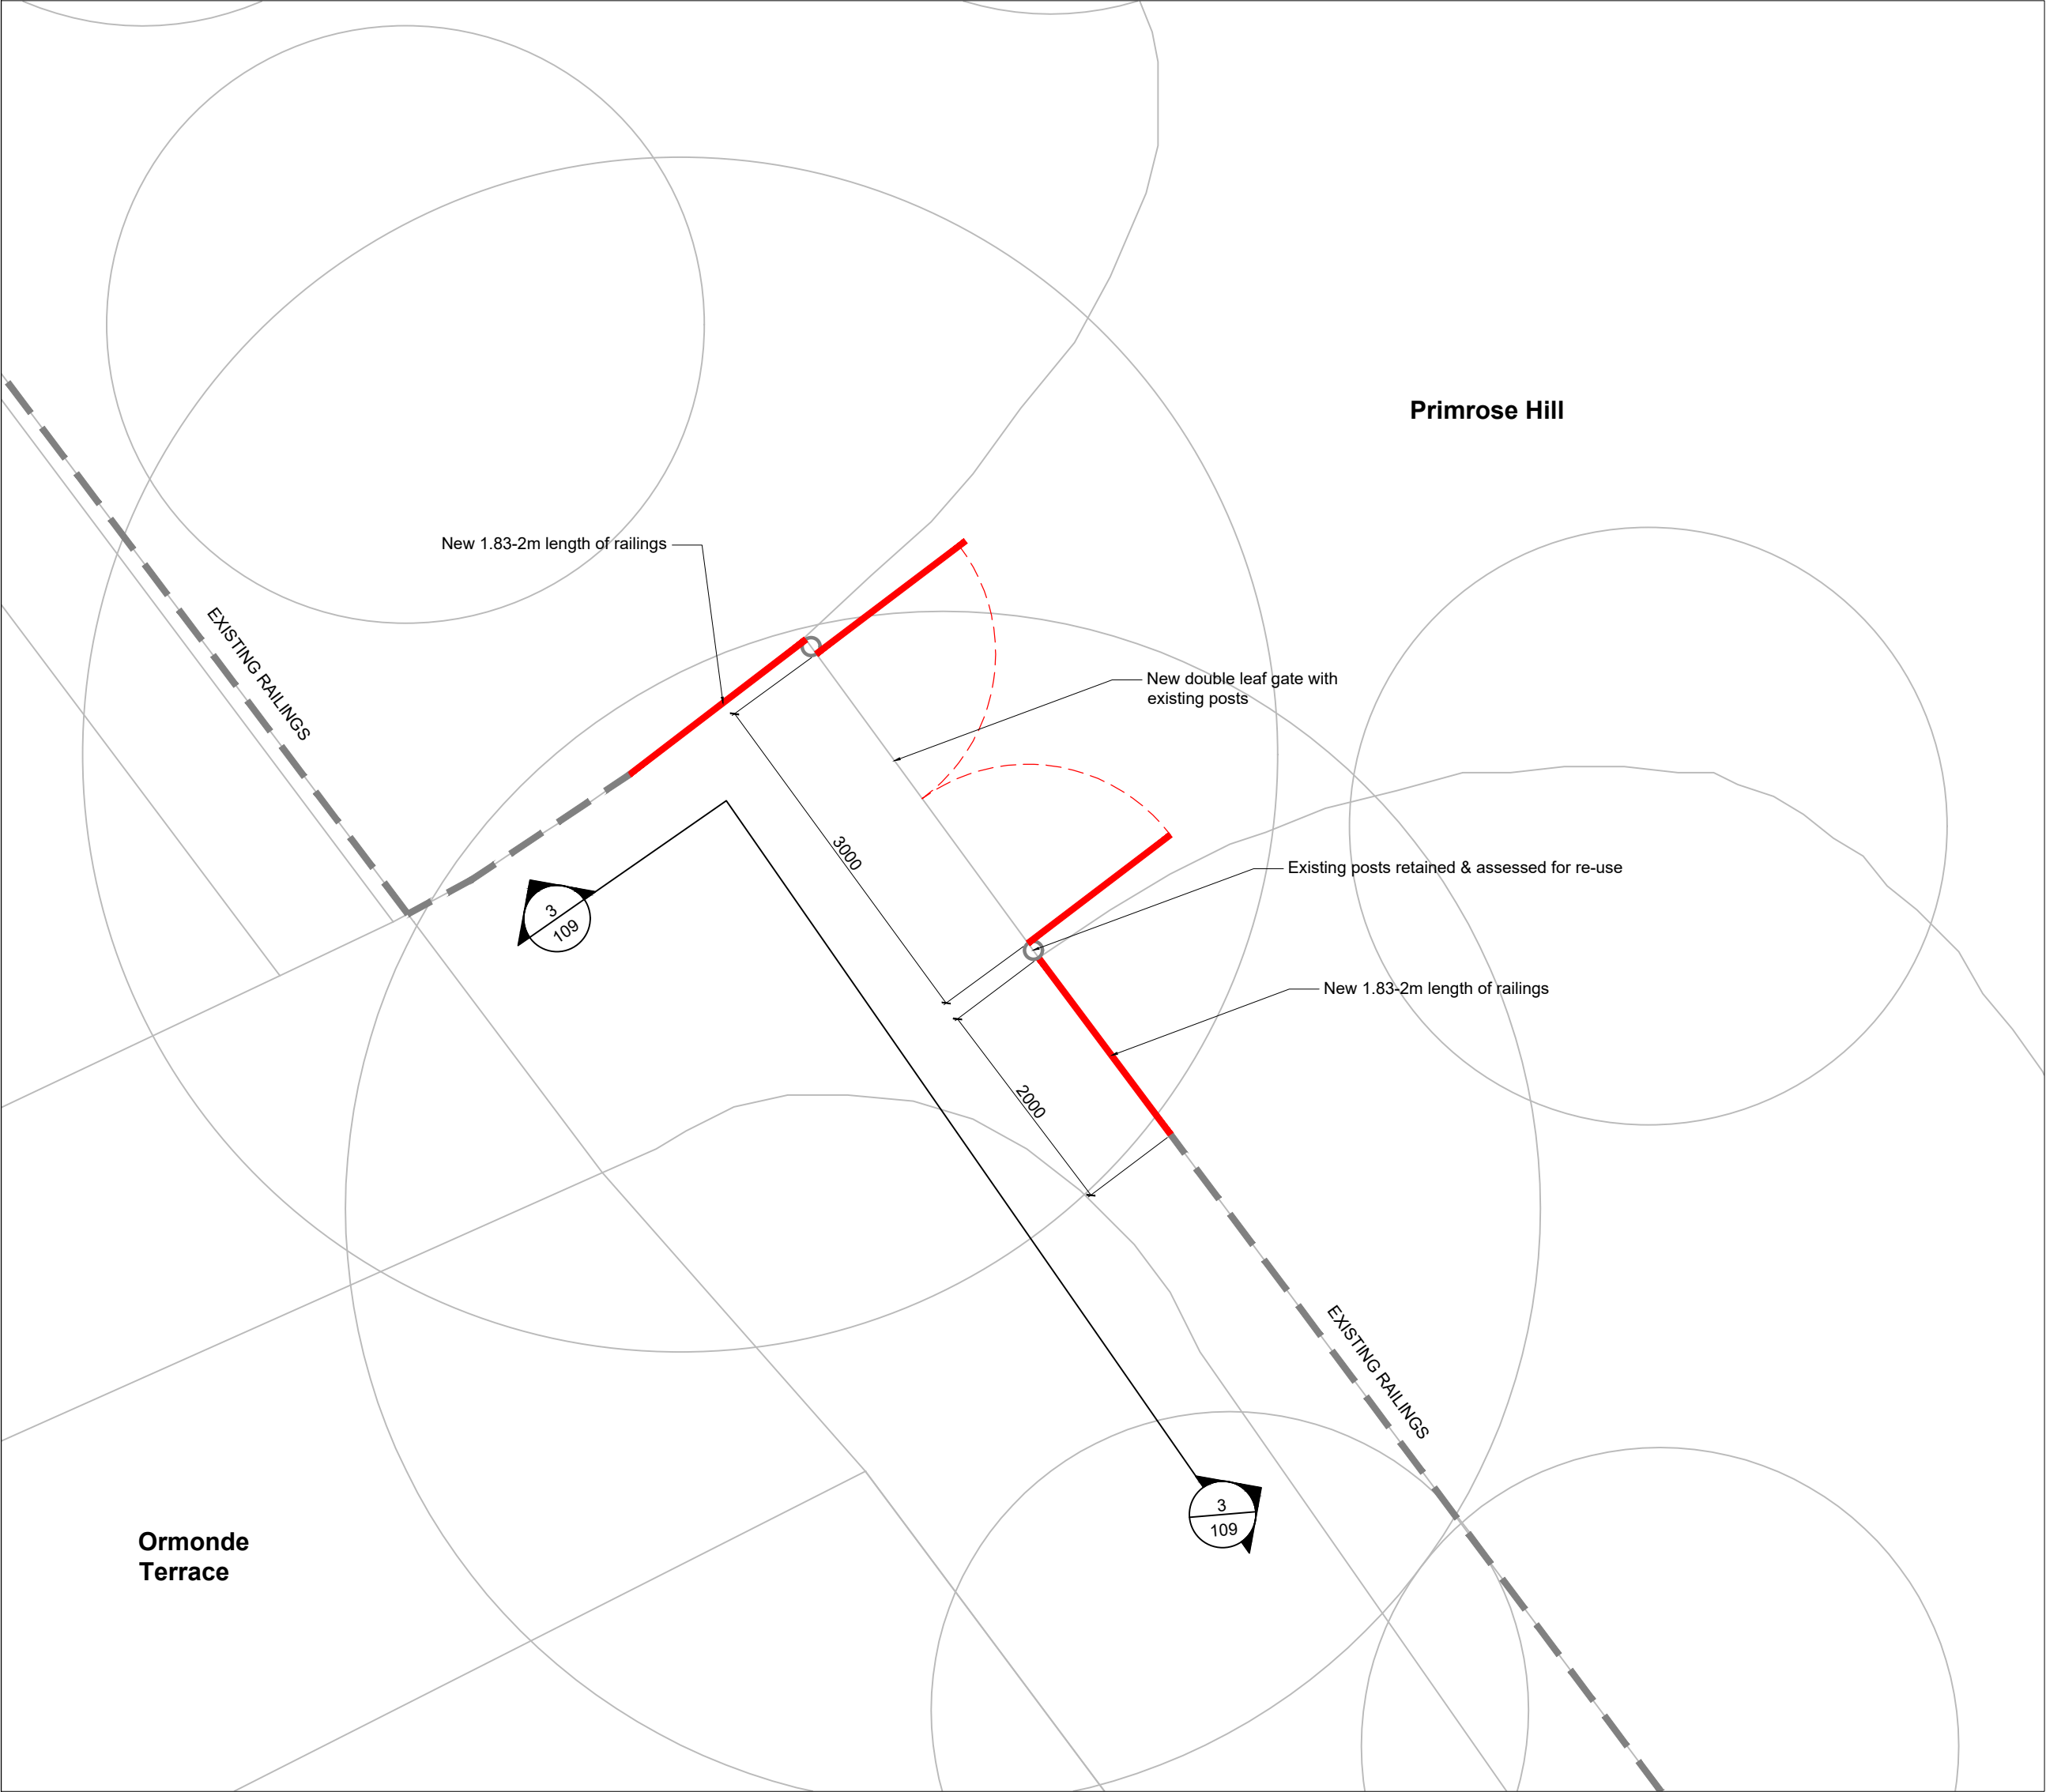 Primrose Hill
New 1.83-2m length of railings
EXISTING RAILINGS
New double leaf gate with
existing posts
3000
Existing posts retained & assessed for re-use
3
109
New 1.83-2m length of railings
2000
EXISTING RAILINGS
3
109
Ormonde
Terrace